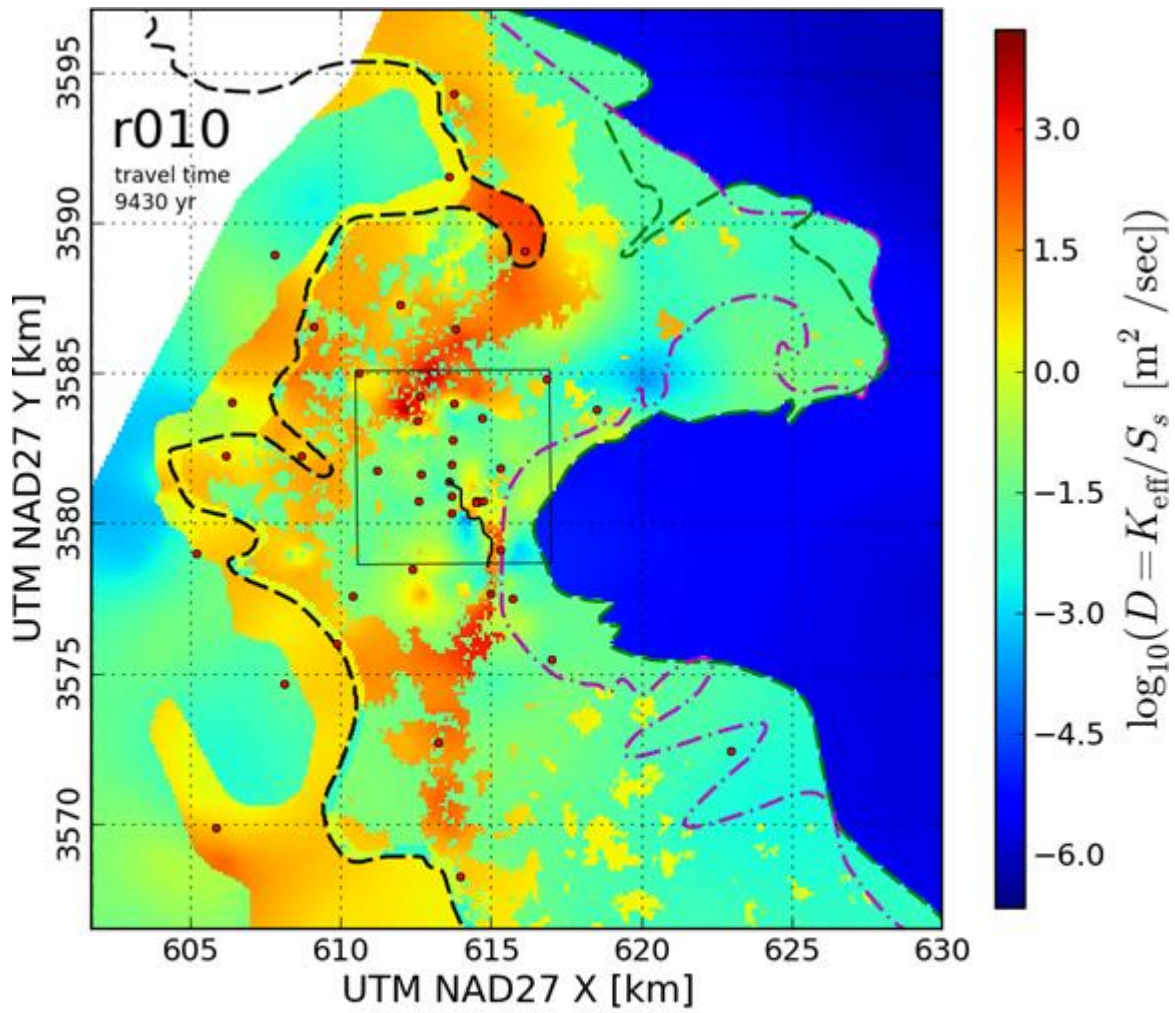 r010
travel time
9430 yr
3595
3590
3585
3580
3575
3570
UTM NAD27 Y [km]
605 610 615 620 625 630
UTM NAD27 X [km]
3.0
1.5
0.0
−1.5
−3.0
−4.5
−6.0
log₁₀(D = K_eff/S_s [m² /sec])